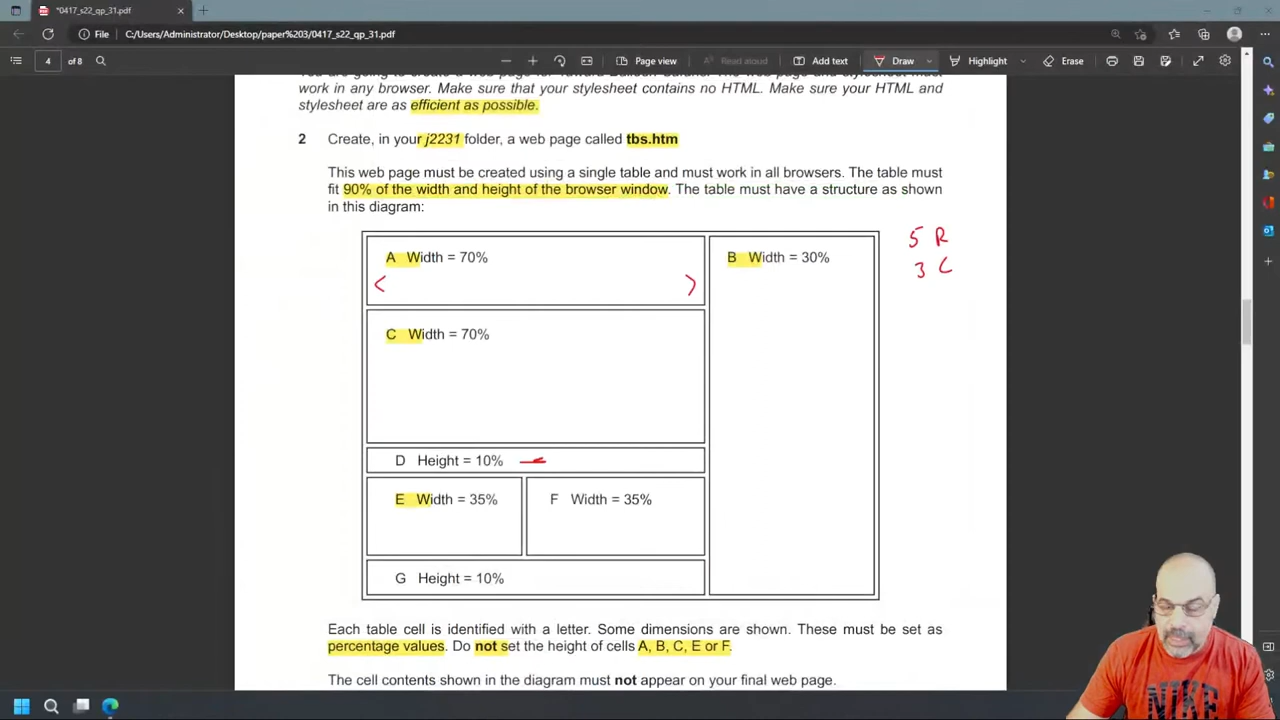 *0417_s22_qp_31.pdf
File C:/Users/Administrator/Desktop/paper%203/0417_s22_qp_31.pdf
4 of 8
Page view
Read aloud
Add text
Draw
Highlight
Erase
work in any browser. Make sure that your stylesheet contains no HTML. Make sure your HTML and
stylesheet are as efficient as possible.
2 Create, in your j2231 folder, a web page called tbs.htm
This web page must be created using a single table and must work in all browsers. The table must
fit 90% of the width and height of the browser window. The table must have a structure as shown
in this diagram:
5 R
3 C
A Width = 70%
B Width = 30%
C Width = 70%
D Height = 10%
E Width = 35%
F Width = 35%
G Height = 10%
Each table cell is identified with a letter. Some dimensions are shown. These must be set as
percentage values. Do not set the height of cells A, B, C, E or F.
The cell contents shown in the diagram must not appear on your final web page.
NIKE